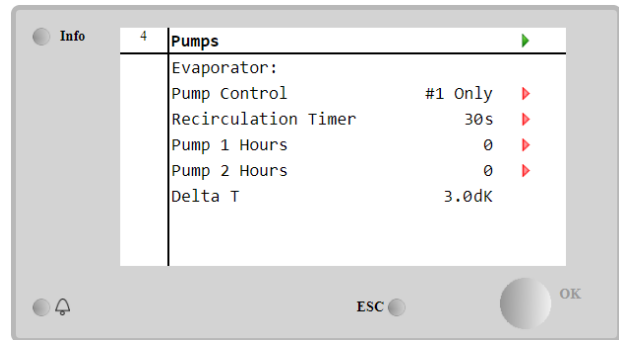 Info
4 Pumps
Evaporator:
Pump Control #1 Only
Recirculation Timer 30s
Pump 1 Hours 0
Pump 2 Hours 0
Delta T 3.0dK
ESC
OK